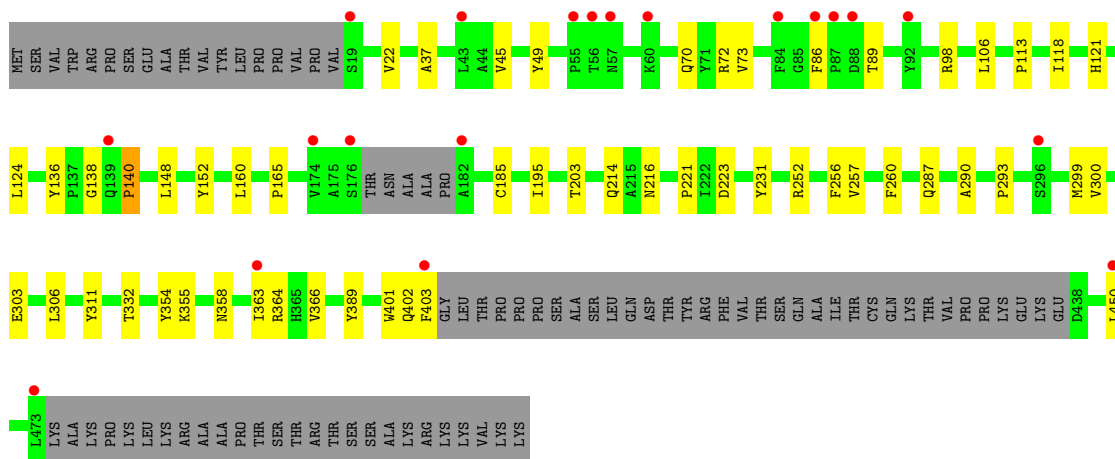 MET SER VAL TRP ARG PRO SER GLU ALA THR VAL TYR LEU PRO PRO VAL PRO VAL S19 V22 A37 L43 A44 V45 Y49 P55 T56 N57 K60 Q70 Y71 R72 V73 F84 G85 F86 P87 D88 T89 Y92 R98 L106 P113 I118 H121
L124 Y136 P137 G138 Q139 P140 L148 Y152 L160 P165 V174 A175 S176 THR ASN ALA ALA PRO A182 C185 I195 T203 Q214 A215 N216 P221 I222 D223 Y231 R252 F256 V257 F260 Q287 A290 P293 S296 M299 V300
E303 L306 Y311 T332 Y354 K355 N358 I363 R364 H365 V366 Y389 W401 Q402 F403 GLY LEU THR PRO PRO PRO SER ALA SER LEU GLN ASP THR TYR ARG PHE VAL THR SER GLN ALA ILE THR CYS GLN LYS THR VAL PRO PRO LYS GLU LYS GLU D438 L450
L473 LYS ALA LYS PRO LYS LEU LYS ARG ALA ALA PRO THR SER THR ARG THR SER SER ALA LYS ARG LYS LYS VAL LYS LYS